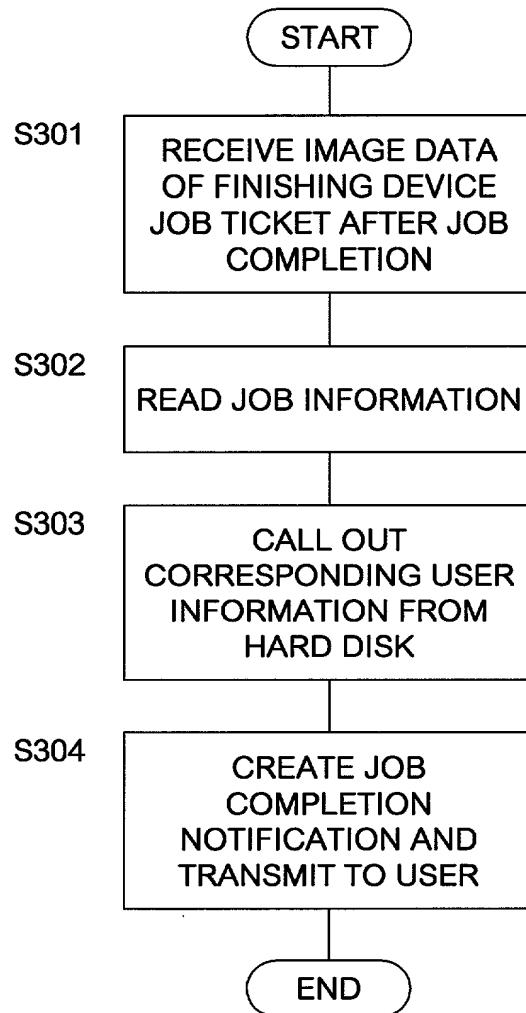 START
S301
RECEIVE IMAGE DATA
OF FINISHING DEVICE
JOB TICKET AFTER JOB
COMPLETION
S302
READ JOB INFORMATION
S303
CALL OUT
CORRESPONDING USER
INFORMATION FROM
HARD DISK
S304
CREATE JOB
COMPLETION
NOTIFICATION AND
TRANSMIT TO USER
END